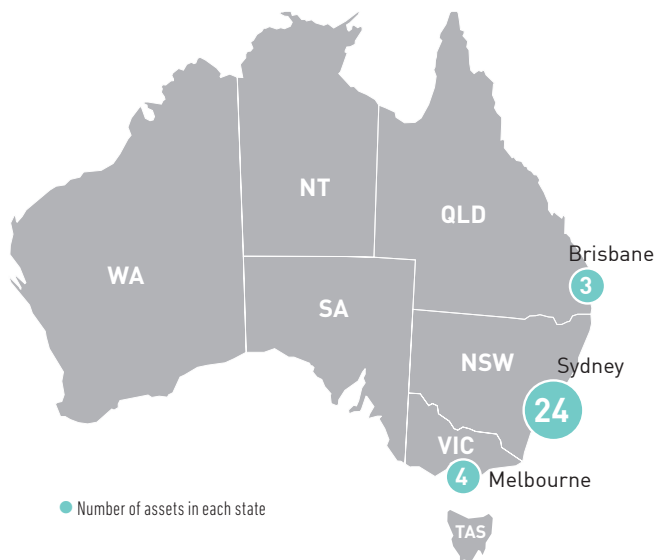 NT
QLD
Brisbane
WA
3
SA
NSW
Sydney
24
VIC
4
Melbourne
Number of assets in each state
TAS